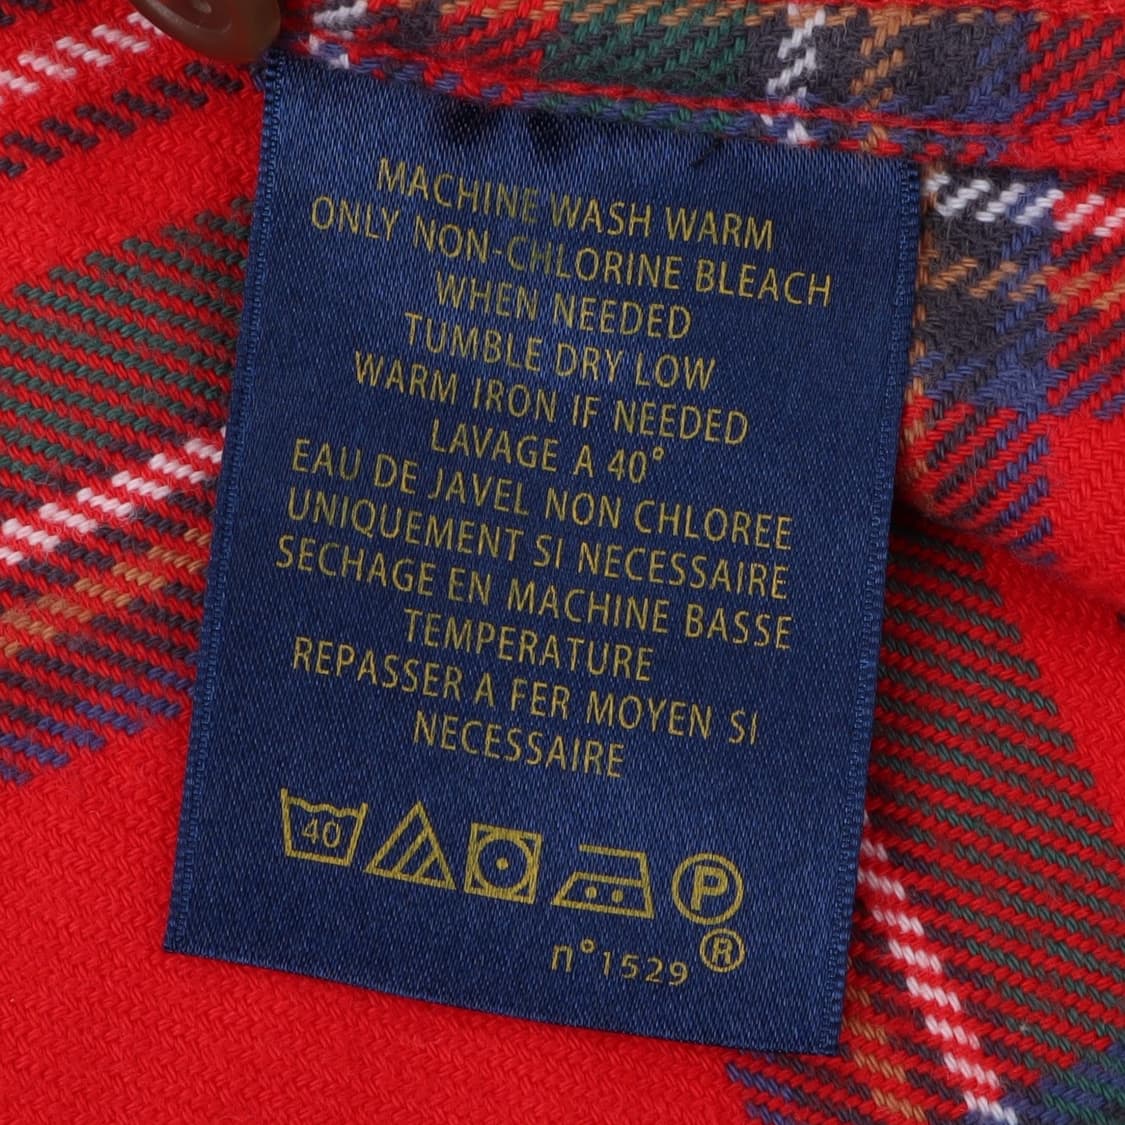 MACHINE WASH WARM
ONLY NON-CHLORINE BLEACH
WHEN NEEDED
TUMBLE DRY LOW
WARM IRON IF NEEDED
LAVAGE A 40°
EAU DE JAVEL NON CHLOREE
UNIQUEMENT SI NECESSAIRE
SECHAGE EN MACHINE BASSE
TEMPERATURE
REPASSER A FER MOYEN SI
NECESSAIRE
40 P
n°1529 ®